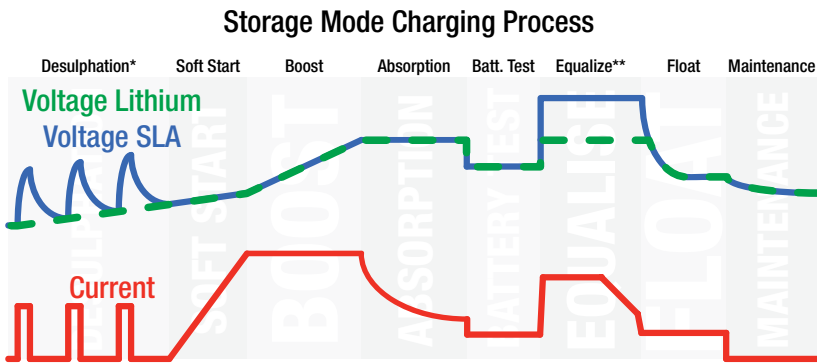 Storage Mode Charging Process
Desulphation* Soft Start Boost Absorption Batt. Test Equalize** Float Maintenance
Voltage Lithium
Voltage SLA
Current
SOFT START
BOOST
ABSORPTION
BATTERY TEST
EQUALISE
FLOAT
MAINTENANCE